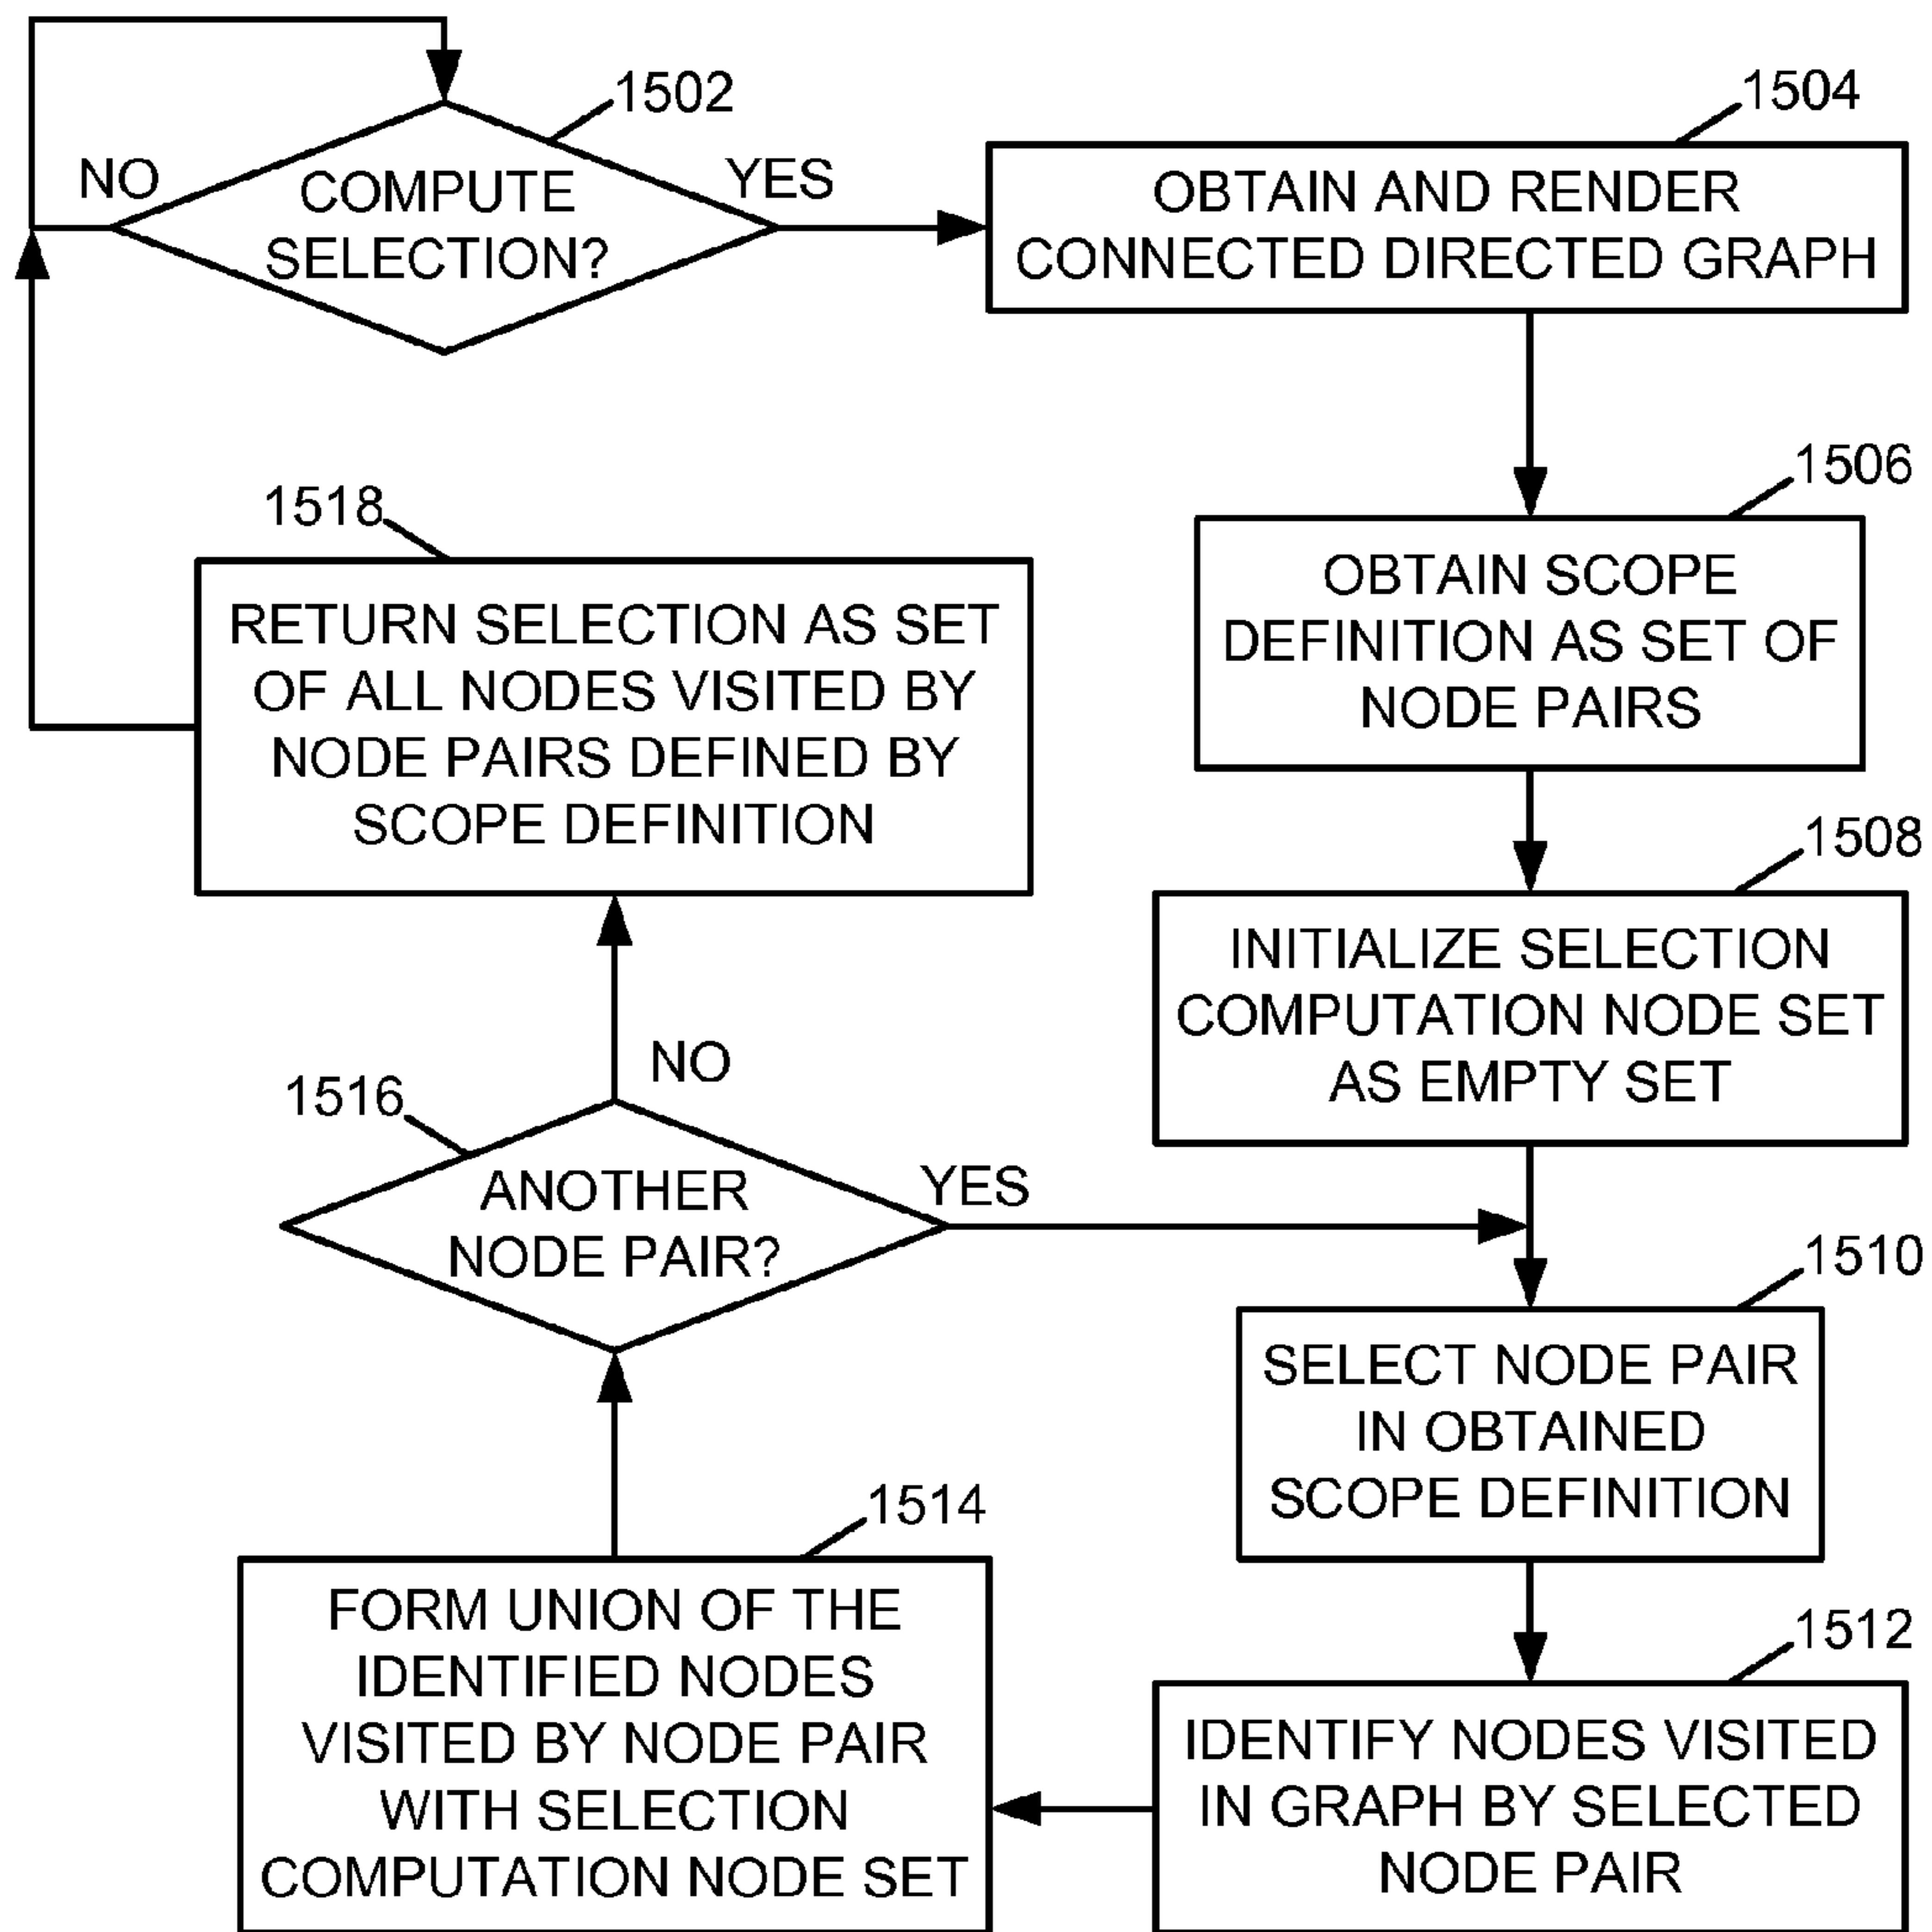 1502
NO
COMPUTE
SELECTION?
YES
1504
OBTAIN AND RENDER
CONNECTED DIRECTED GRAPH
1506
OBTAIN SCOPE
DEFINITION AS SET OF
NODE PAIRS
1508
INITIALIZE SELECTION
COMPUTATION NODE SET
AS EMPTY SET
1510
SELECT NODE PAIR
IN OBTAINED
SCOPE DEFINITION
1512
IDENTIFY NODES VISITED
IN GRAPH BY SELECTED
NODE PAIR
1514
FORM UNION OF THE
IDENTIFIED NODES
VISITED BY NODE PAIR
WITH SELECTION
COMPUTATION NODE SET
1516
ANOTHER
NODE PAIR?
YES
NO
1518
RETURN SELECTION AS SET
OF ALL NODES VISITED BY
NODE PAIRS DEFINED BY
SCOPE DEFINITION